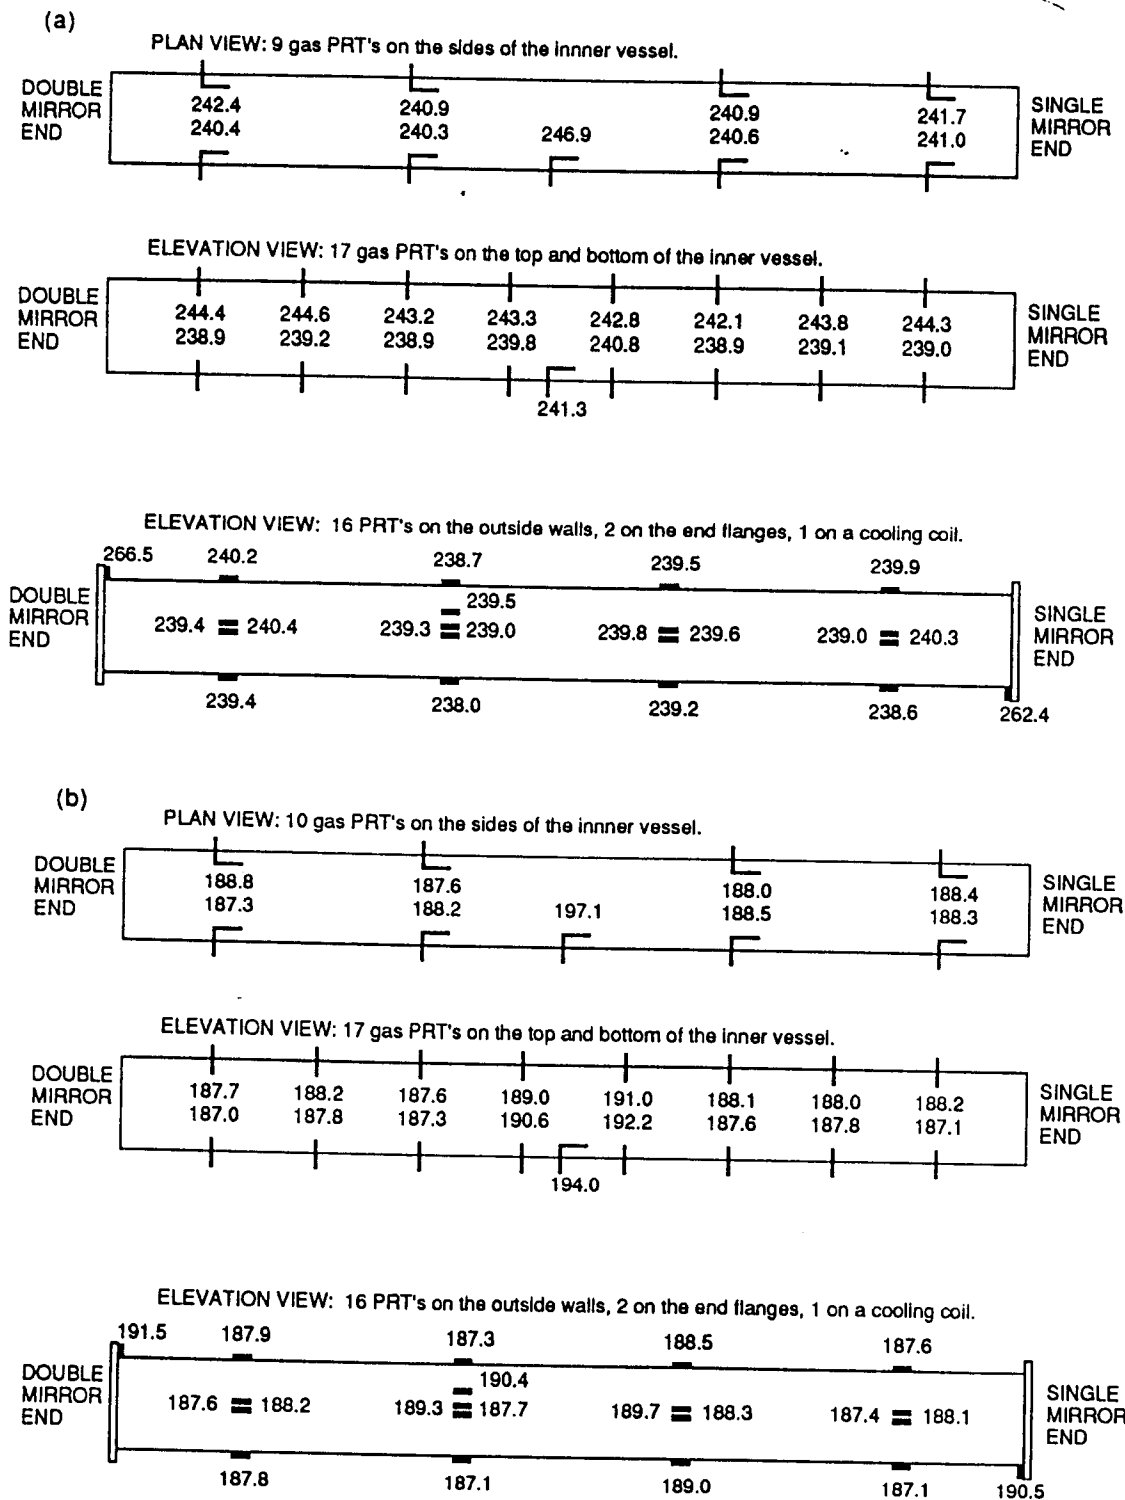 (a)
PLAN VIEW: 9 gas PRT's on the sides of the innner vessel.
DOUBLE
MIRROR
END
242.4 240.9 240.9 241.7
240.4 240.3 246.9 240.6 241.0
SINGLE
MIRROR
END
ELEVATION VIEW: 17 gas PRT's on the top and bottom of the inner vessel.
DOUBLE
MIRROR
END
244.4 244.6 243.2 243.3 242.8 242.1 243.8 244.3
238.9 239.2 238.9 239.8 240.8 238.9 239.1 239.0
SINGLE
MIRROR
END
241.3
ELEVATION VIEW: 16 PRT's on the outside walls, 2 on the end flanges, 1 on a cooling coil.
266.5 240.2 238.7 239.5 239.9
DOUBLE
MIRROR
END
239.5
239.4 240.4 239.3 239.0 239.8 239.6 239.0 240.3
SINGLE
MIRROR
END
239.4 238.0 239.2 238.6 262.4
(b)
PLAN VIEW: 10 gas PRT's on the sides of the innner vessel.
DOUBLE
MIRROR
END
188.8 187.6 188.0 188.4
187.3 188.2 197.1 188.5 188.3
SINGLE
MIRROR
END
ELEVATION VIEW: 17 gas PRT's on the top and bottom of the inner vessel.
DOUBLE
MIRROR
END
187.7 188.2 187.6 189.0 191.0 188.1 188.0 188.2
187.0 187.8 187.3 190.6 192.2 187.6 187.8 187.1
SINGLE
MIRROR
END
194.0
ELEVATION VIEW: 16 PRT's on the outside walls, 2 on the end flanges, 1 on a cooling coil.
191.5 187.9 187.3 188.5 187.6
DOUBLE
MIRROR
END
190.4
187.6 188.2 189.3 187.7 189.7 188.3 187.4 188.1
SINGLE
MIRROR
END
187.8 187.1 189.0 187.1 190.5